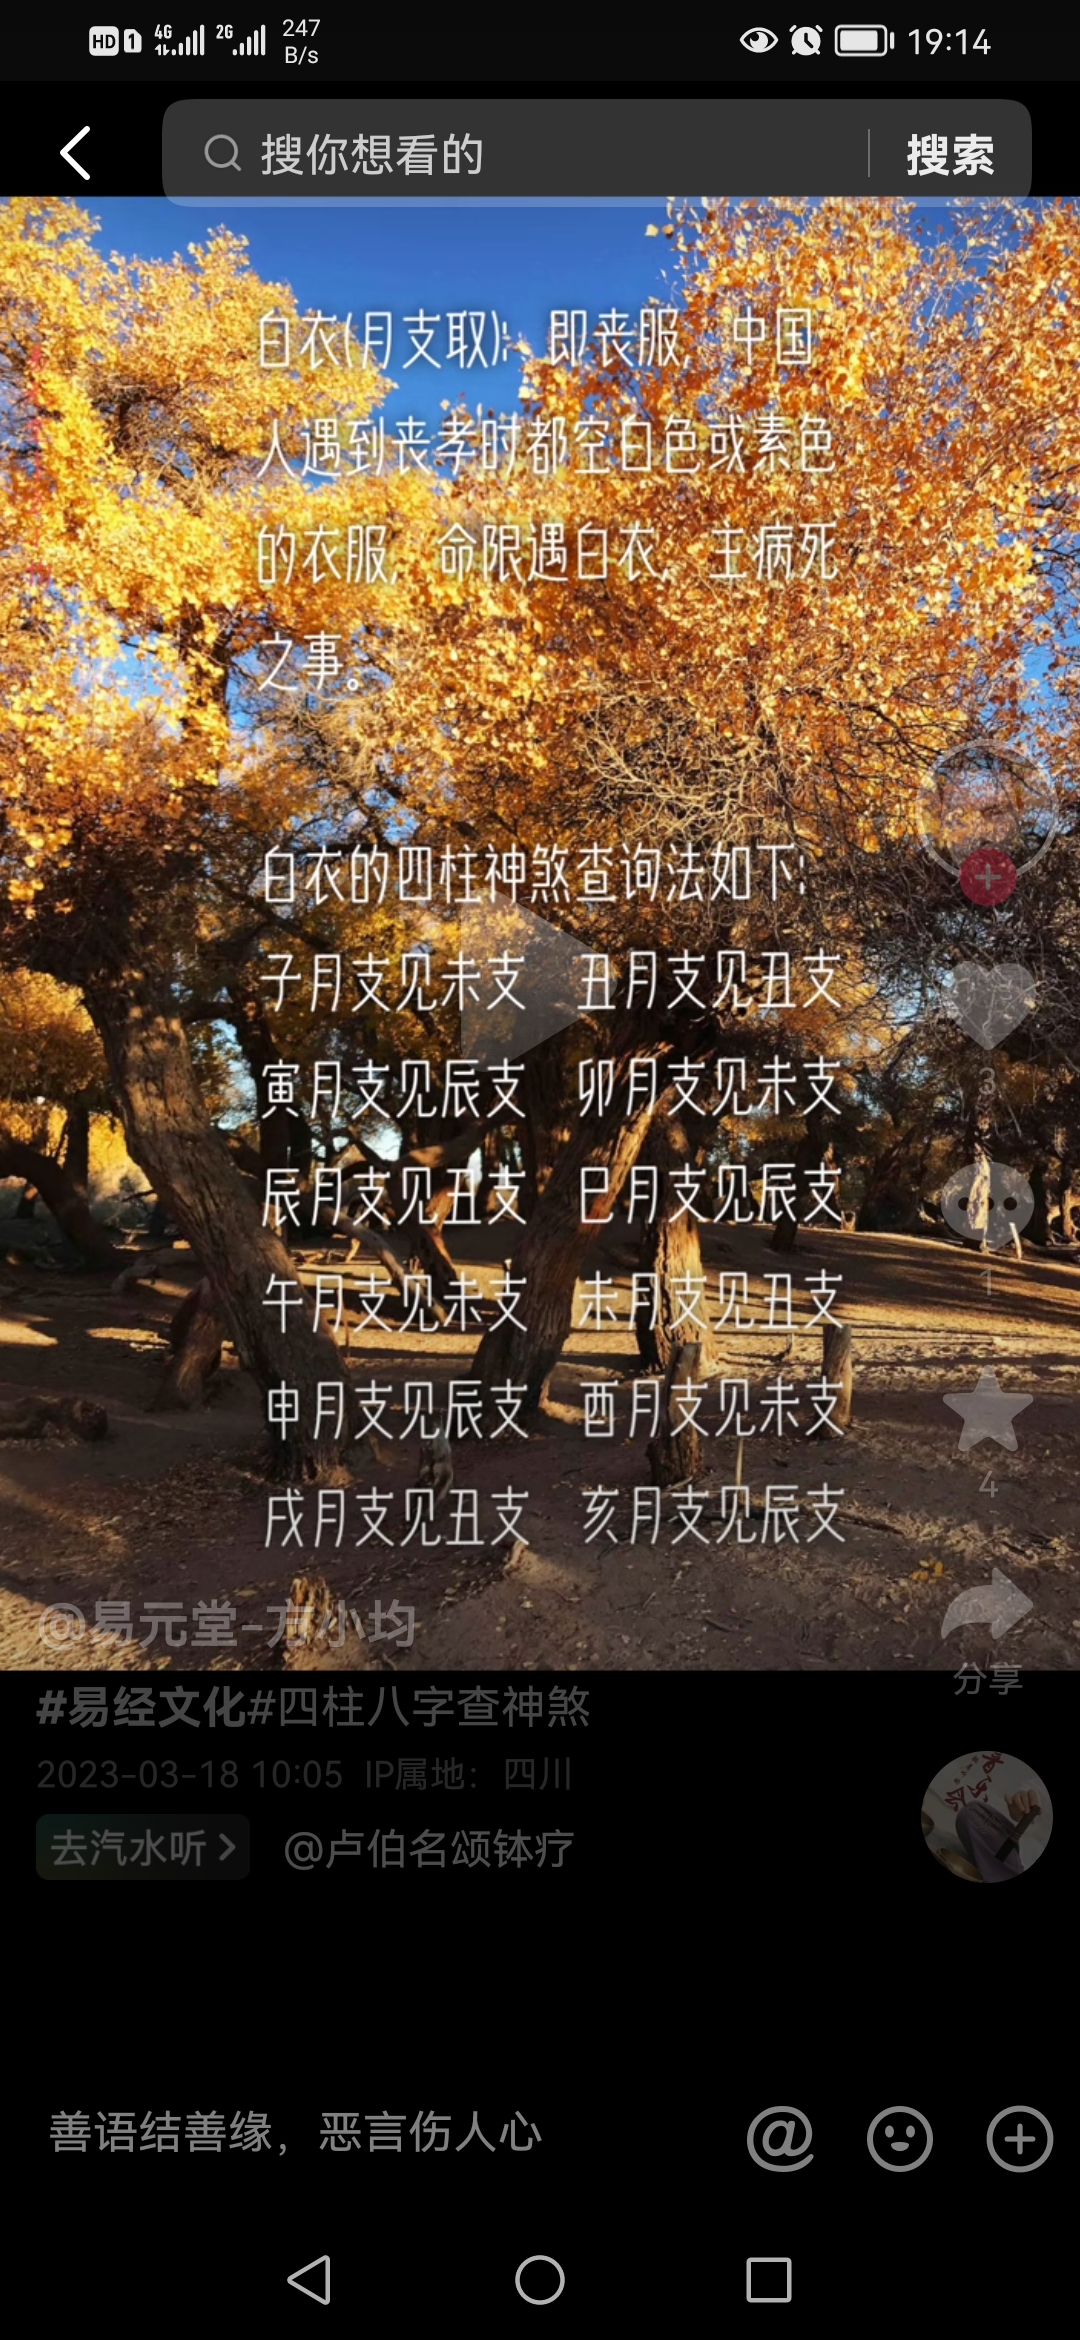 HD 1 4G 2G 247 B/s 19:14
搜你想看的 搜索
白衣(月支取): 即丧服, 中国
人遇到丧孝时都空白色或素色
的衣服, 命限遇白衣, 主病死
之事。
白衣的四柱神煞查询法如下:
子月支见未支 丑月支见丑支
寅月支见辰支 卯月支见未支
辰月支见丑支 巳月支见辰支
午月支见未支 未月支见丑支
申月支见辰支 酉月支见未支
戌月支见丑支 亥月支见辰支
3
1
4
分享
@易元堂-方小均
#易经文化#四柱八字查神煞
2023-03-18 10:05 IP属地: 四川
去汽水听 > @卢伯名颂钵疗
善语结善缘, 恶言伤人心